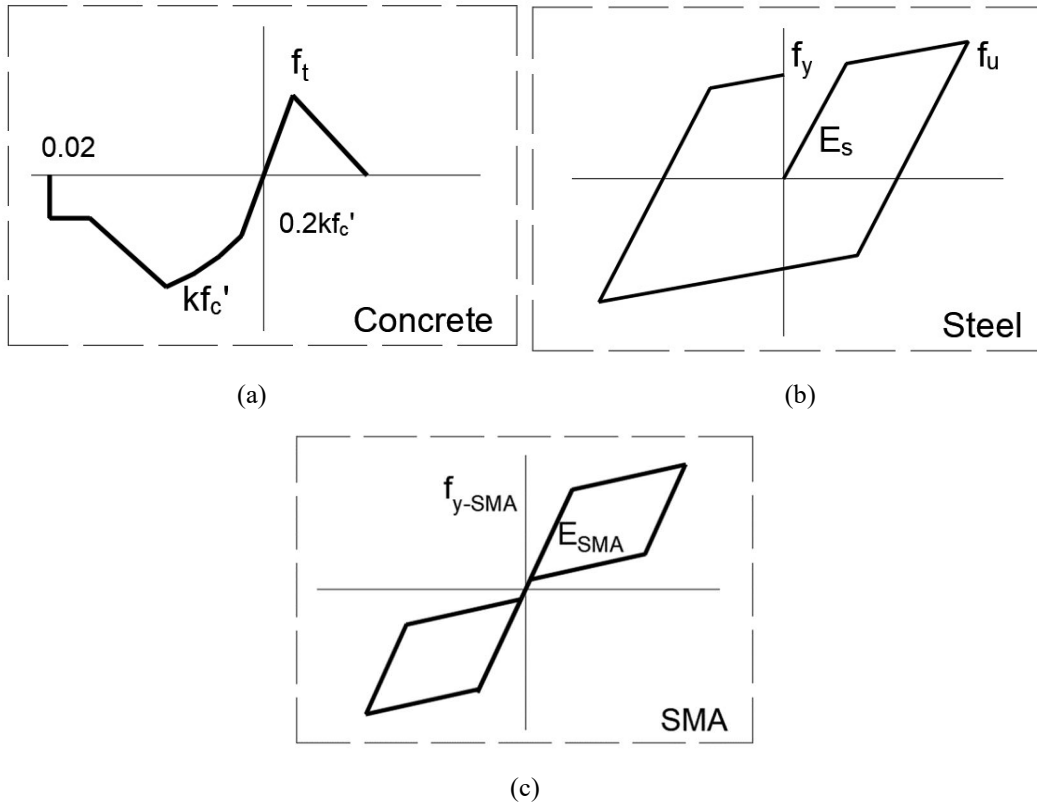 f_t
0.02
0.2kf_c'
kf_c'
Concrete
f_y
f_u
E_s
Steel
(a)
(b)
f_y-SMA
E_SMA
SMA
(c)